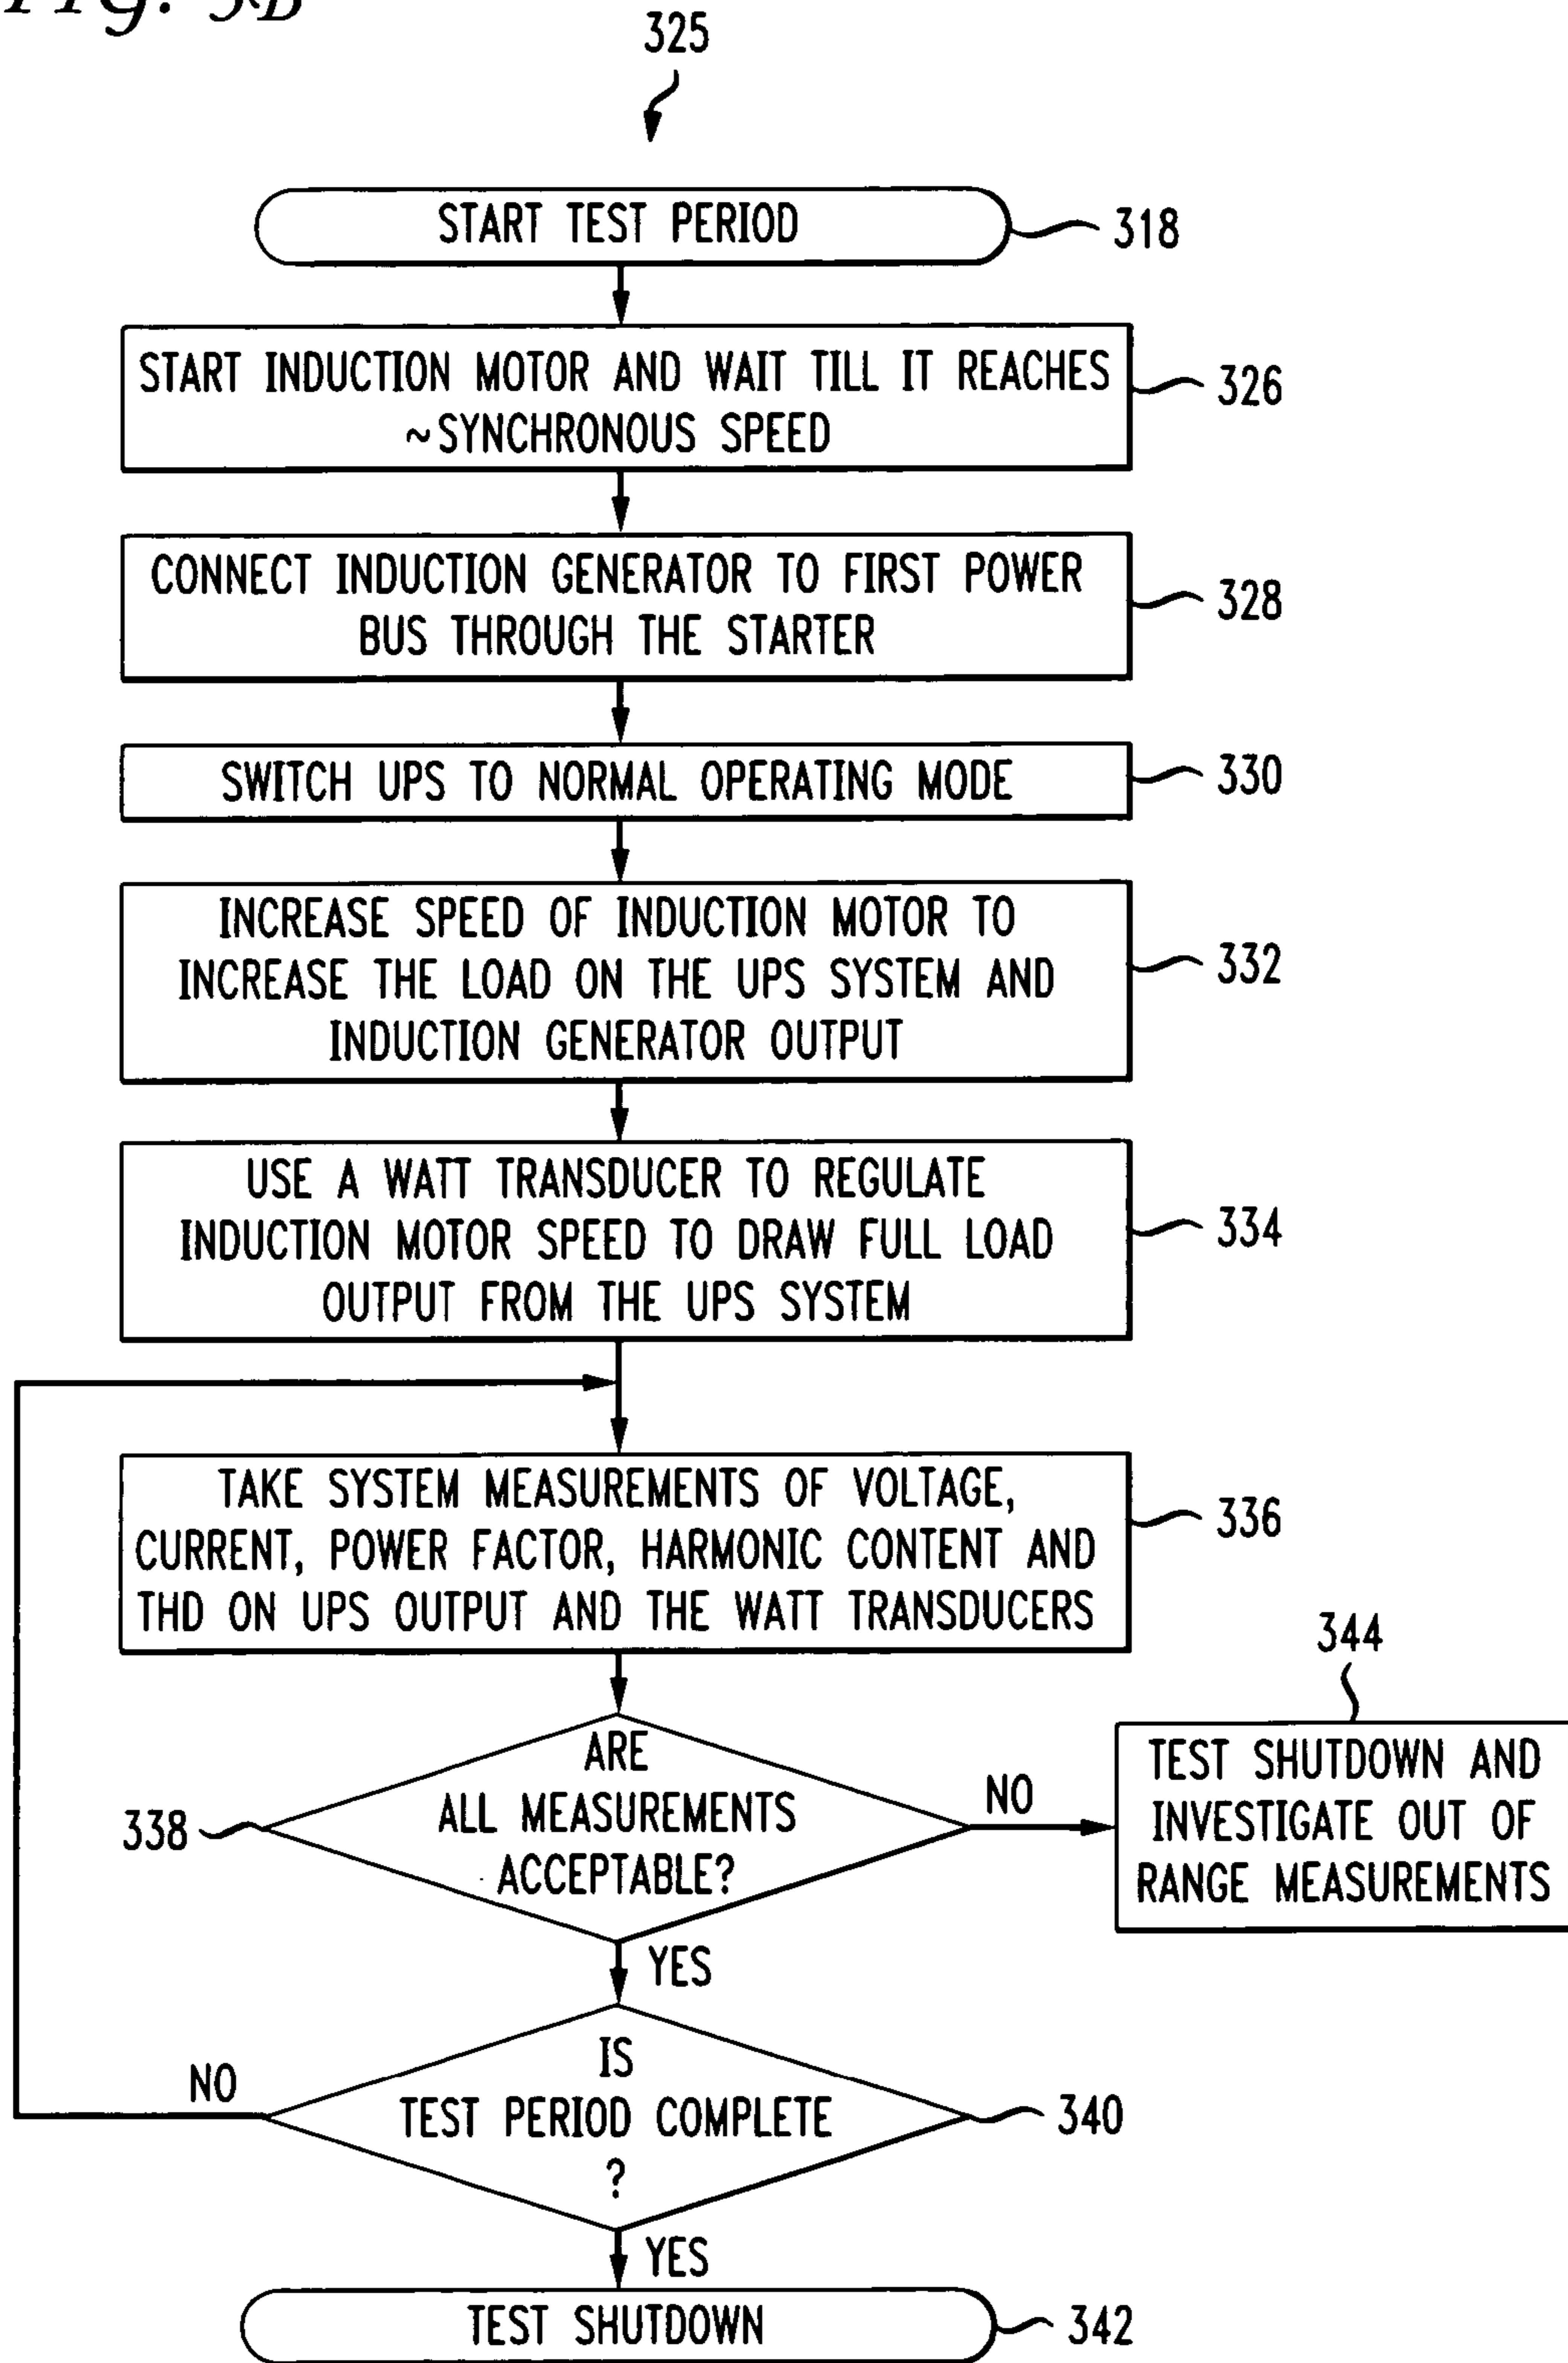 FIG. 3B
325
START TEST PERIOD
318
START INDUCTION MOTOR AND WAIT TILL IT REACHES
~SYNCHRONOUS SPEED
326
CONNECT INDUCTION GENERATOR TO FIRST POWER
BUS THROUGH THE STARTER
328
SWITCH UPS TO NORMAL OPERATING MODE
330
INCREASE SPEED OF INDUCTION MOTOR TO
INCREASE THE LOAD ON THE UPS SYSTEM AND
INDUCTION GENERATOR OUTPUT
332
USE A WATT TRANSDUCER TO REGULATE
INDUCTION MOTOR SPEED TO DRAW FULL LOAD
OUTPUT FROM THE UPS SYSTEM
334
TAKE SYSTEM MEASUREMENTS OF VOLTAGE,
CURRENT, POWER FACTOR, HARMONIC CONTENT AND
THD ON UPS OUTPUT AND THE WATT TRANSDUCERS
336
ARE
ALL MEASUREMENTS
ACCEPTABLE?
338
NO
344
TEST SHUTDOWN AND
INVESTIGATE OUT OF
RANGE MEASUREMENTS
YES
IS
TEST PERIOD COMPLETE
?
340
NO
YES
TEST SHUTDOWN
342